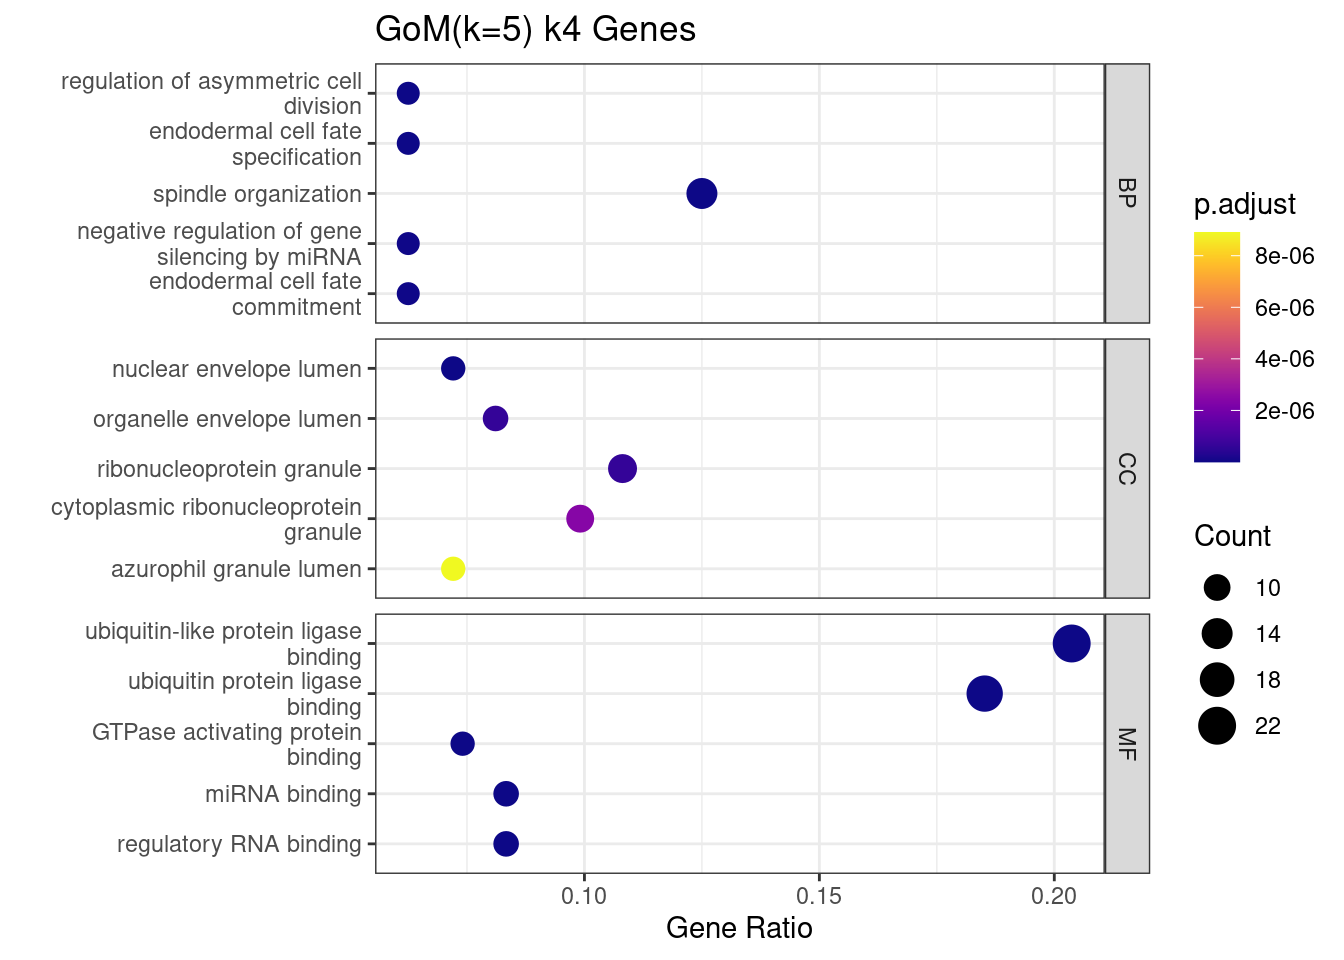 GoM(k=5) k4 Genes
regulation of asymmetric cell
division
endodermal cell fate
specification
spindle organization
negative regulation of gene
silencing by miRNA
endodermal cell fate
commitment
BP
nuclear envelope lumen
organelle envelope lumen
ribonucleoprotein granule
cytoplasmic ribonucleoprotein
granule
azurophil granule lumen
CC
ubiquitin-like protein ligase
binding
ubiquitin protein ligase
binding
GTPase activating protein
binding
miRNA binding
regulatory RNA binding
MF
0.10
0.15
0.20
Gene Ratio
p.adjust
8e-06
6e-06
4e-06
2e-06
Count
10
14
18
22